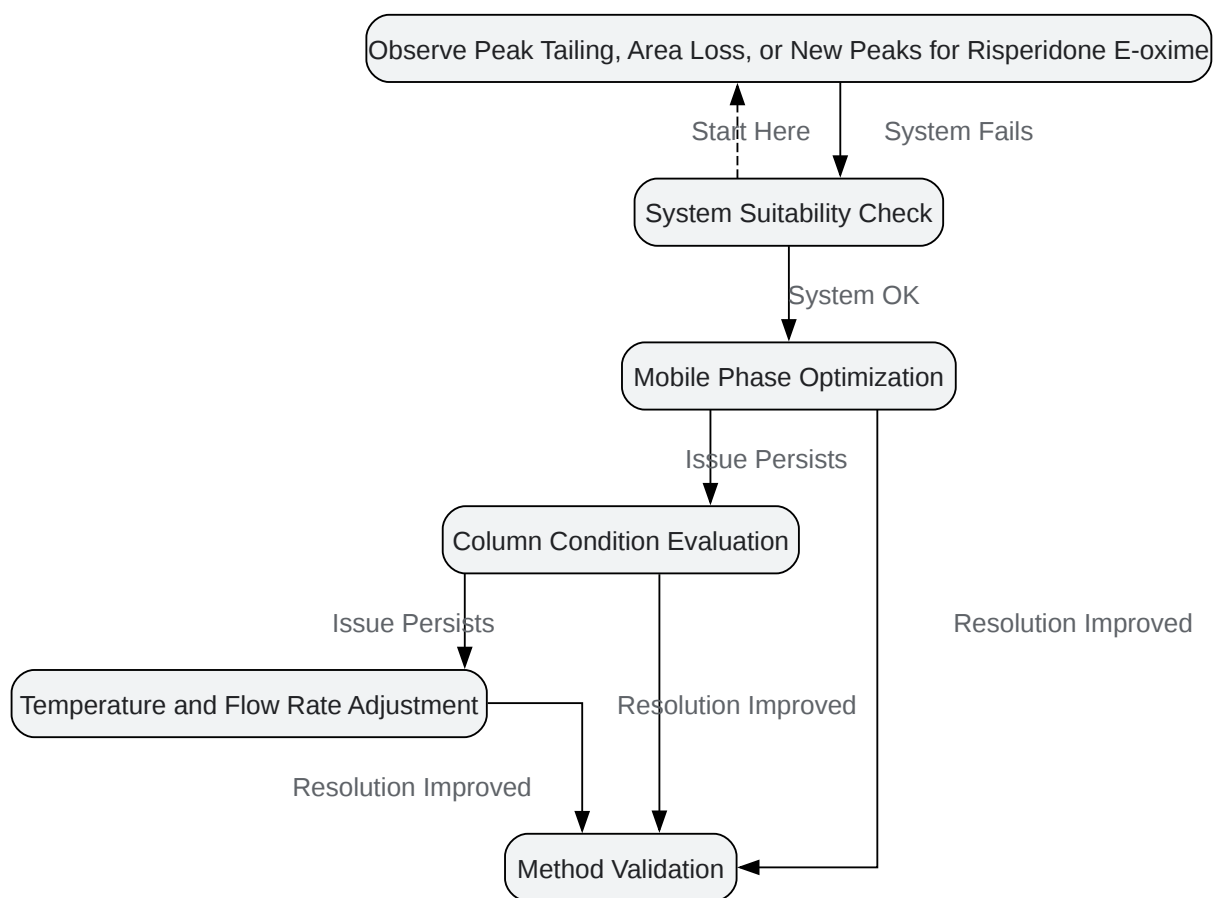 Observe Peak Tailing, Area Loss, or New Peaks for Risperidone E-oxime
Start Here
System Fails
System Suitability Check
System OK
Mobile Phase Optimization
Issue Persists
Column Condition Evaluation
Issue Persists
Resolution Improved
Temperature and Flow Rate Adjustment
Resolution Improved
Resolution Improved
Method Validation